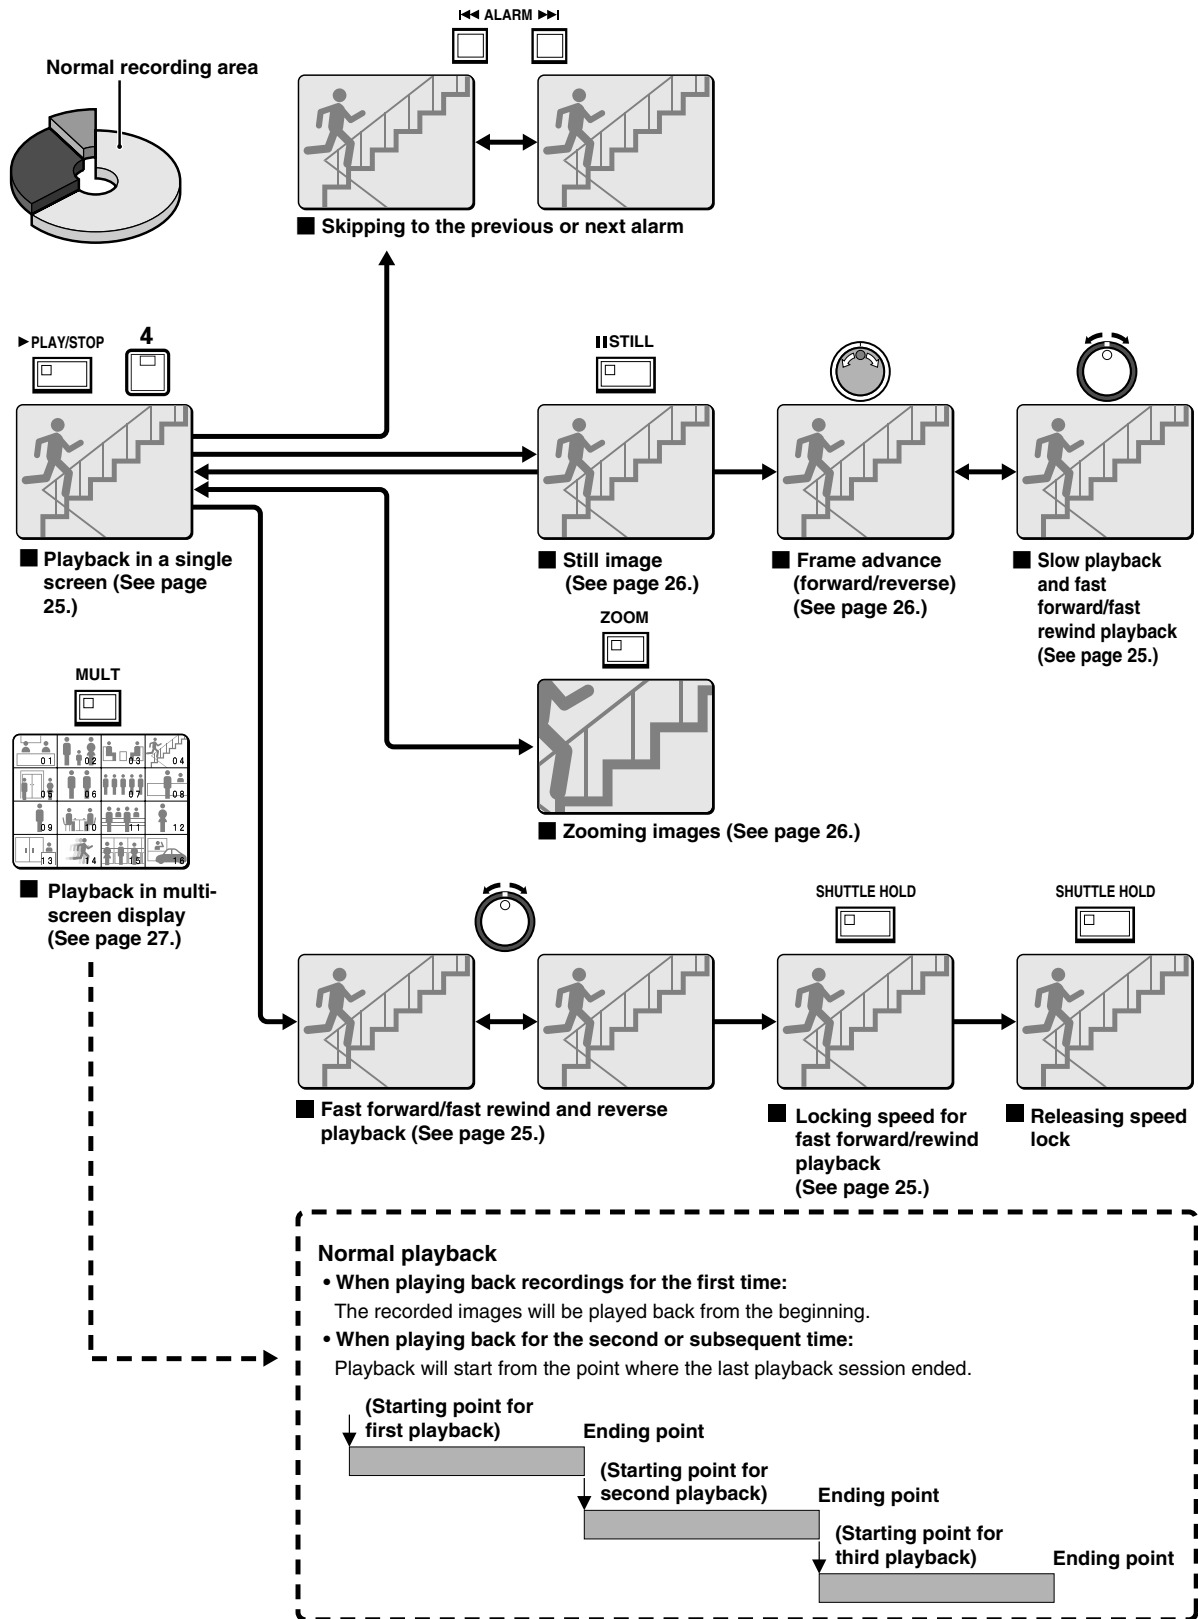 ALARM
Normal recording area
■ Skipping to the previous or next alarm
PLAY/STOP
4
STILL
■ Playback in a single
screen (See page
25.)
■ Still image
(See page 26.)
■ Frame advance
(forward/reverse)
(See page 26.)
■ Slow playback
and fast
forward/fast
rewind playback
(See page 25.)
ZOOM
■ Zooming images (See page 26.)
MULT
01
02
03
04
05
06
07
08
09
10
11
12
13
14
15
16
■ Playback in multi-
screen display
(See page 27.)
SHUTTLE HOLD
SHUTTLE HOLD
■ Fast forward/fast rewind and reverse
playback (See page 25.)
■ Locking speed for
fast forward/rewind
playback
(See page 25.)
■ Releasing speed
lock
Normal playback
• When playing back recordings for the first time:
The recorded images will be played back from the beginning.
• When playing back for the second or subsequent time:
Playback will start from the point where the last playback session ended.
(Starting point for
first playback)
Ending point
(Starting point for
second playback)
Ending point
(Starting point for
third playback)
Ending point